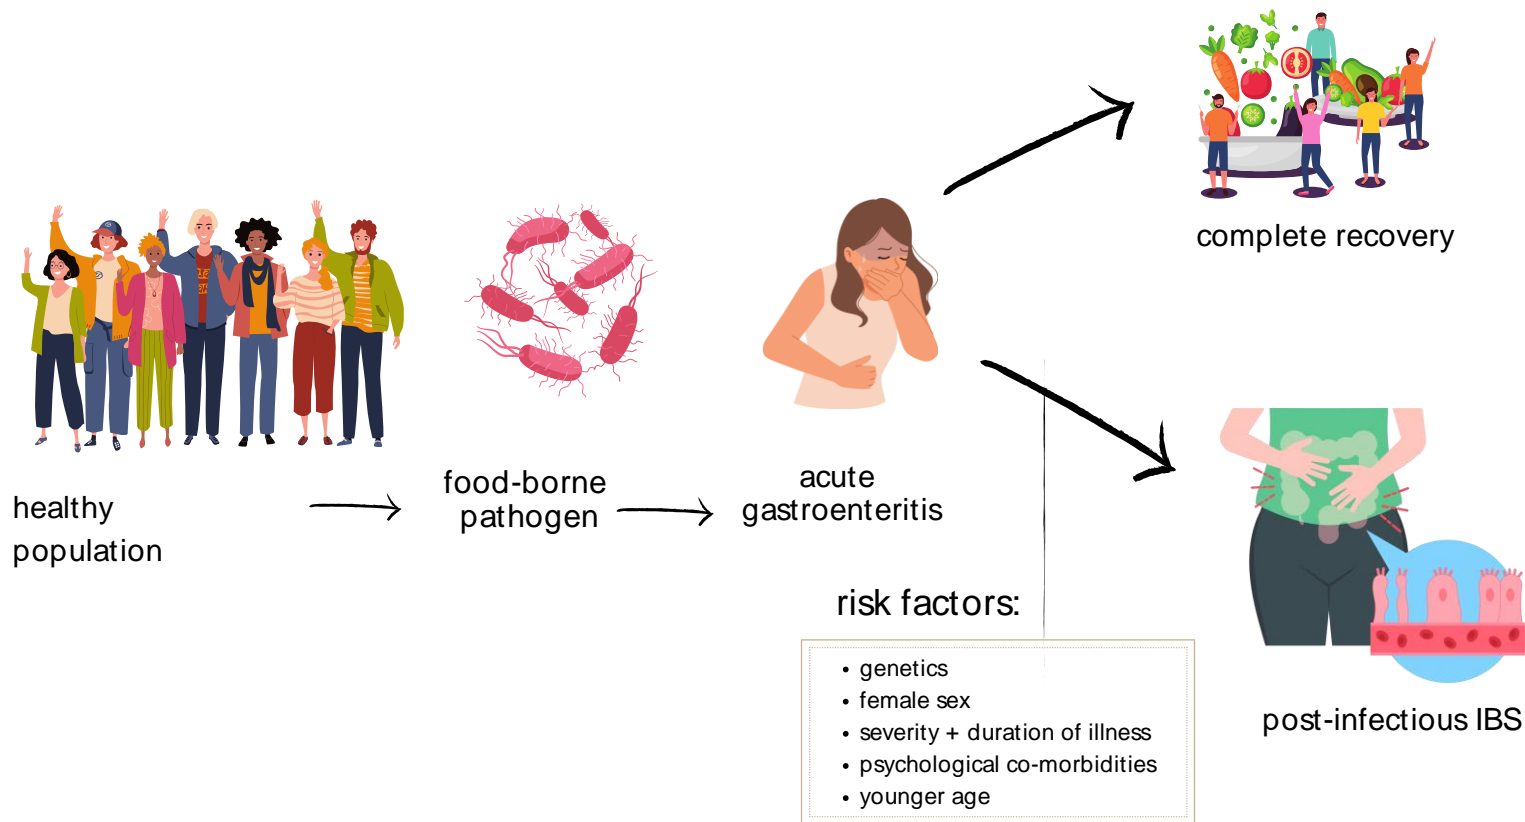 healthy
population
food-borne
pathogen
acute
gastroenteritis
complete recovery
risk factors:
• genetics
• female sex
• severity + duration of illness
• psychological co-morbidities
• younger age
post-infectious IBS